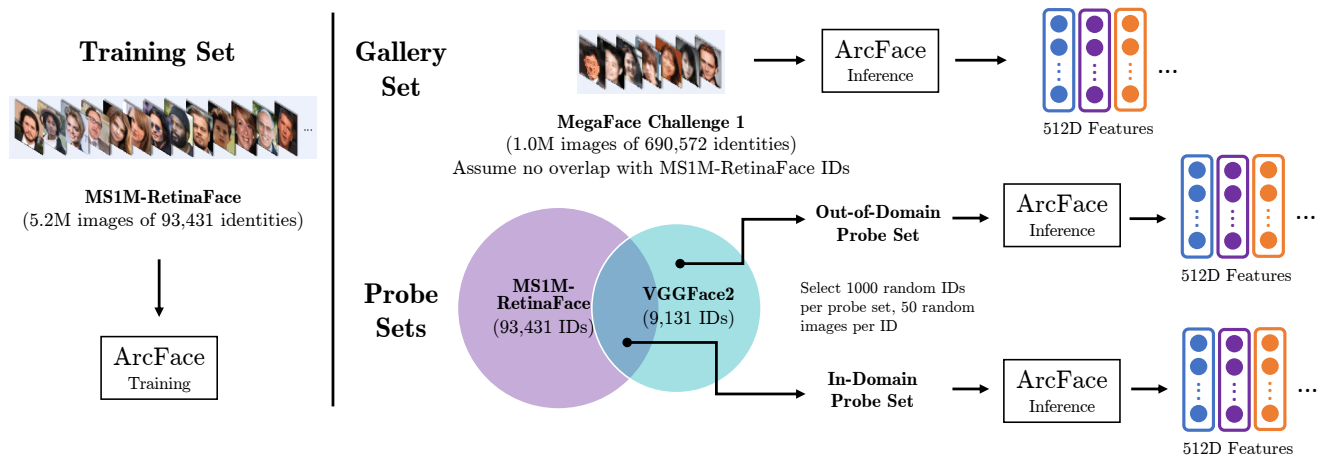 Training Set
...
MS1M-RetinaFace
(5.2M images of 93,431 identities)
ArcFace
Training
Gallery
Set
MegaFace Challenge 1
(1.0M images of 690,572 identities)
Assume no overlap with MS1M-RetinaFace IDs
ArcFace
Inference
...
512D Features
Probe
Sets
MS1M-
RetinaFace
(93,431 IDs)
VGGFace2
(9,131 IDs)
Out-of-Domain
Probe Set
ArcFace
Inference
...
512D Features
Select 1000 random IDs
per probe set, 50 random
images per ID
In-Domain
Probe Set
ArcFace
Inference
...
512D Features